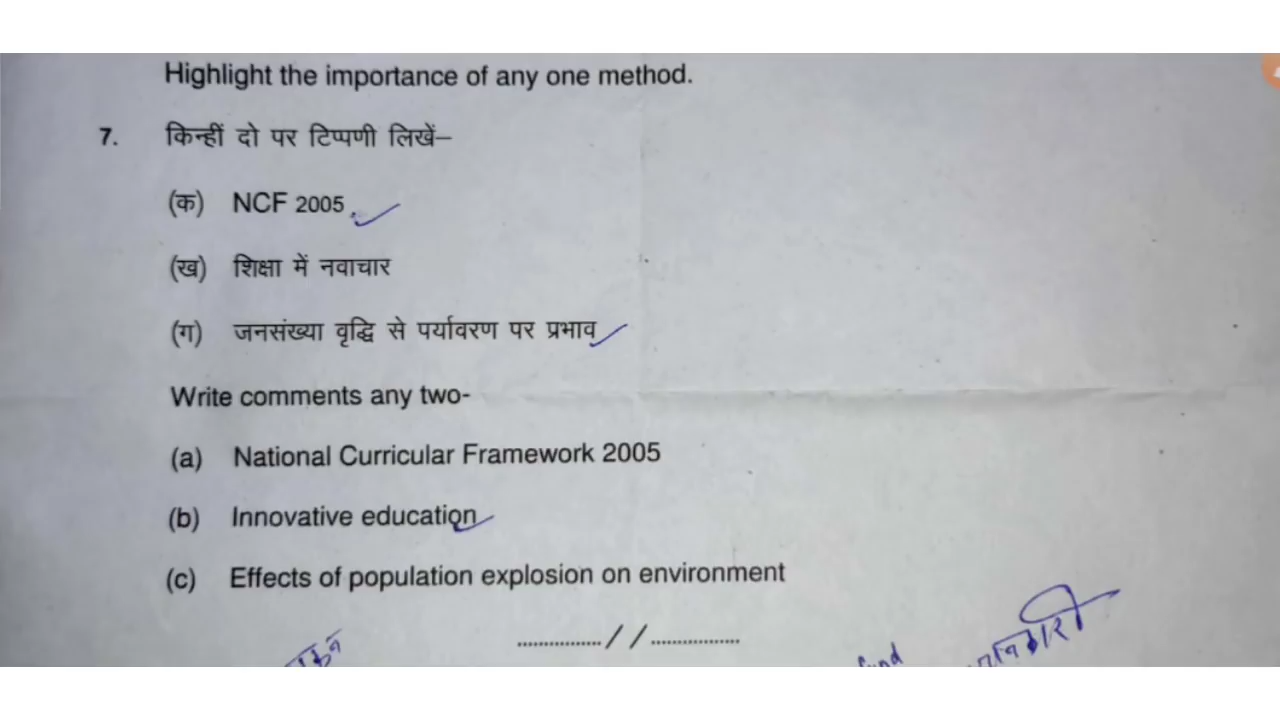 Highlight the importance of any one method.
7. किन्हीं दो पर टिप्पणी लिखें–
(क) NCF 2005
(ख) शिक्षा में नवाचार
(ग) जनसंख्या वृद्धि से पर्यावरण पर प्रभाव
Write comments any two-
(a) National Curricular Framework 2005
(b) Innovative education
(c) Effects of population explosion on environment
................//................